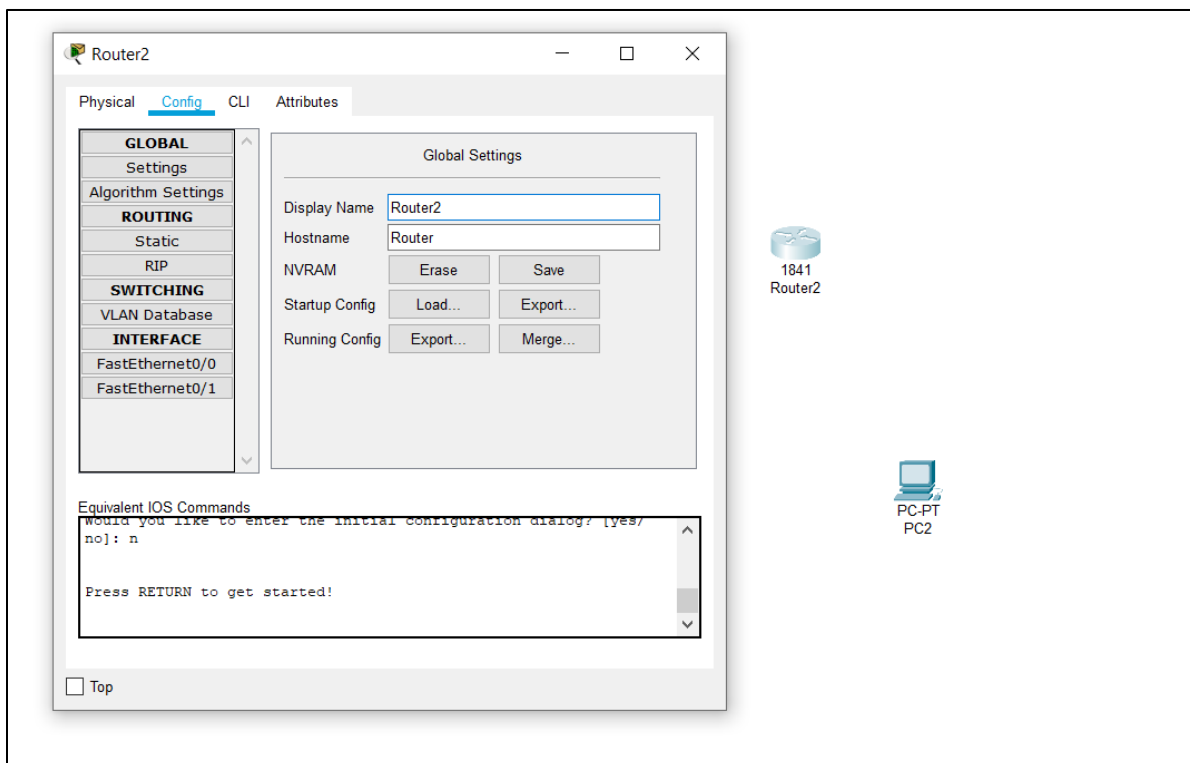 Router2
Physical Config CLI Attributes
GLOBAL
Settings
Algorithm Settings
ROUTING
Static
RIP
SWITCHING
VLAN Database
INTERFACE
FastEthernet0/0
FastEthernet0/1
Global Settings
Display Name Router2
Hostname Router
NVRAM Erase Save
Startup Config Load... Export...
Running Config Export... Merge...
Equivalent IOS Commands
Would you like to enter the initial configuration dialog? [yes/
no]: n
Press RETURN to get started!
Top
1841
Router2
PC-PT
PC2